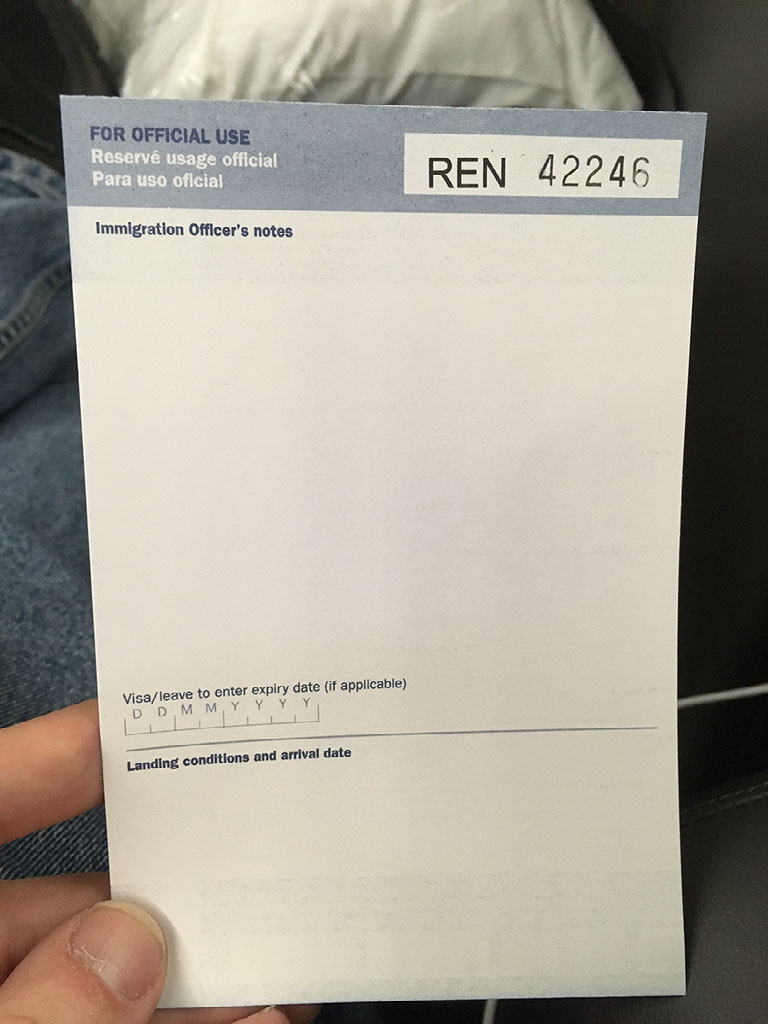 FOR OFFICIAL USE
Reservé usage official
Para uso oficial
REN 42246
Immigration Officer's notes
Visa/leave to enter expiry date (if applicable)
D D M M Y Y Y Y
Landing conditions and arrival date